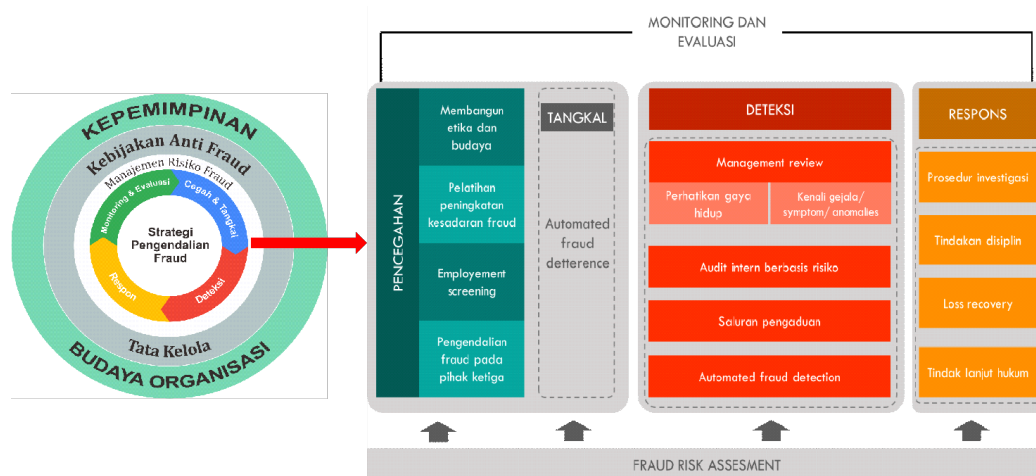 KEPEMIMPINAN
Kebijakan Anti Fraud
Manajemen Risiko Fraud
Monitoring & Evaluasi
Cegah & Tangkal
Strategi
Pengendalian
Fraud
Respon
Deteksi
Tata Kelola
BUDAYA ORGANISASI
MONITORING DAN
EVALUASI
PENCEGAHAN
Membangun
etika dan
budaya
Pelatihan
peningkatan
kesadaran fraud
Employement
screening
Pengendalian
fraud pada
pihak ketiga
TANGKAL
Automated
fraud
detterence
DETEKSI
Management review
Perhatikan gaya
hidup
Kenali gejala/
symptom/ anomalies
Audit intern berbasis risiko
Saluran pengaduan
Automated fraud detection
RESPONS
Prosedur investigasi
Tindakan disiplin
Loss recovery
Tindak lanjut hukum
FRAUD RISK ASSESMENT